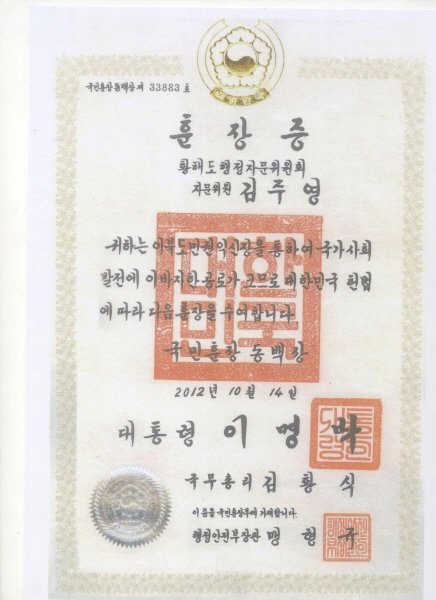 국민훈장동백장제 33883 호
훈장증
황해도행정자문위원회
자문위원 김주영
귀하는 이북도민권익신장을 통하여 국가사회
발전에 이바지한 공로가 크므로 대한민국 헌법
에 따라 다음 훈장을 수여합니다
국민훈장 동백장
2012년 10월 14일
대통령 이명박
국무총리 김황식
이 증을 국민훈장부에 기재합니다.
행정안전부장관 맹형규